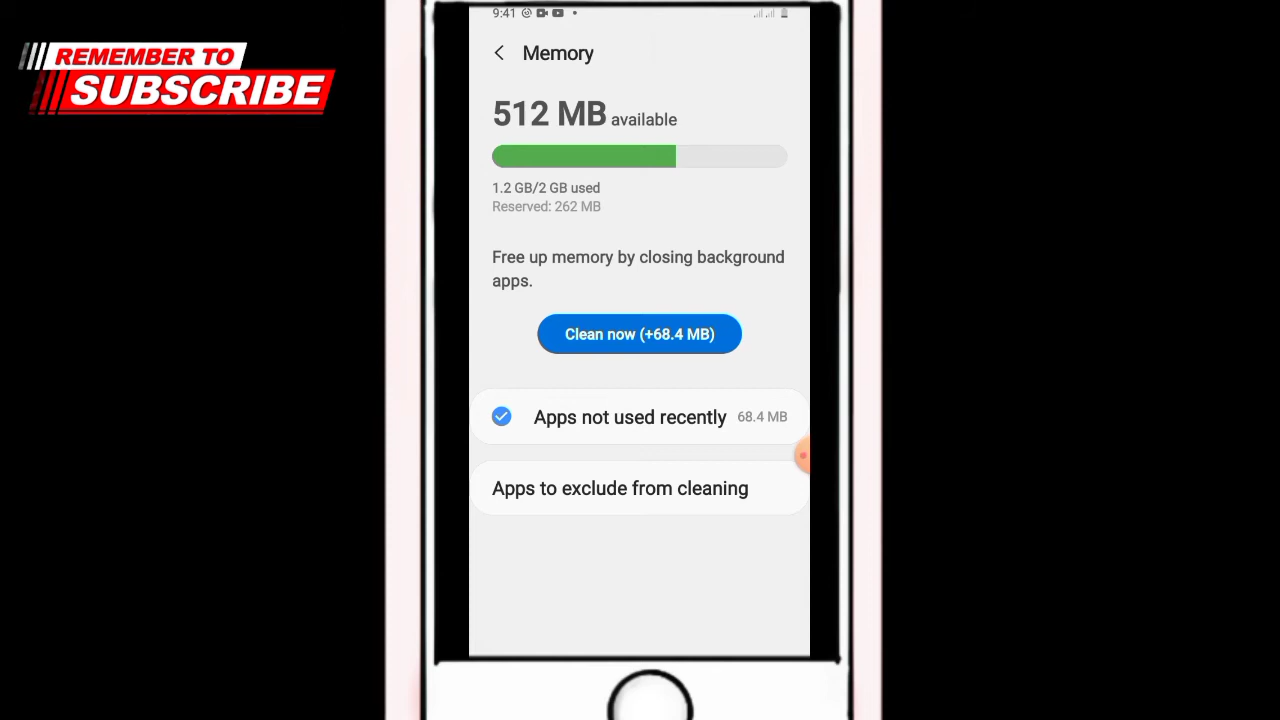 REMEMBER TO
SUBSCRIBE
9:41
Memory
512 MB available
1.2 GB/2 GB used
Reserved: 262 MB
Free up memory by closing background
apps.
Clean now (+68.4 MB)
Apps not used recently 68.4 MB
Apps to exclude from cleaning